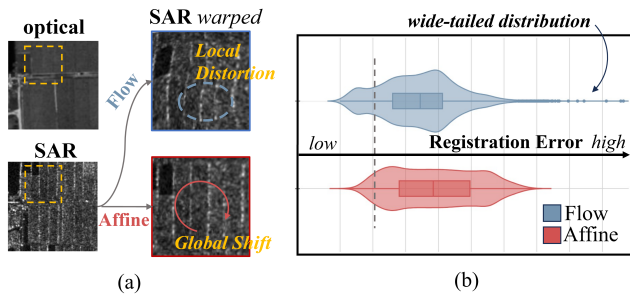 optical
SAR warped
Local
Distortion
Flow
SAR
Affine
Global Shift
(a)
wide-tailed distribution
low
Registration Error high
Flow
Affine
(b)